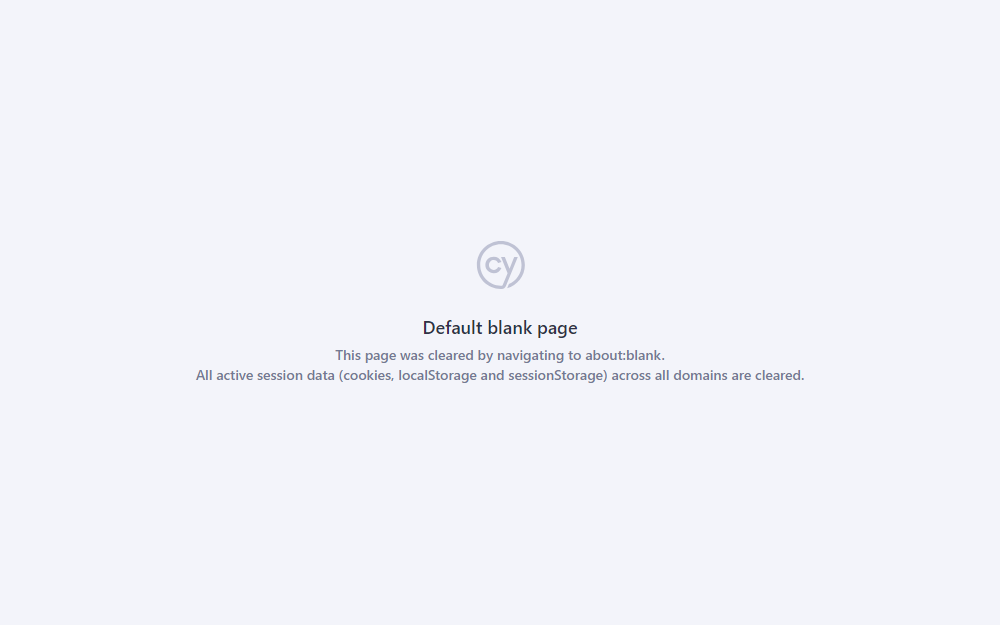 cy
Default blank page
This page was cleared by navigating to about:blank.
All active session data (cookies, localStorage and sessionStorage) across all domains are cleared.